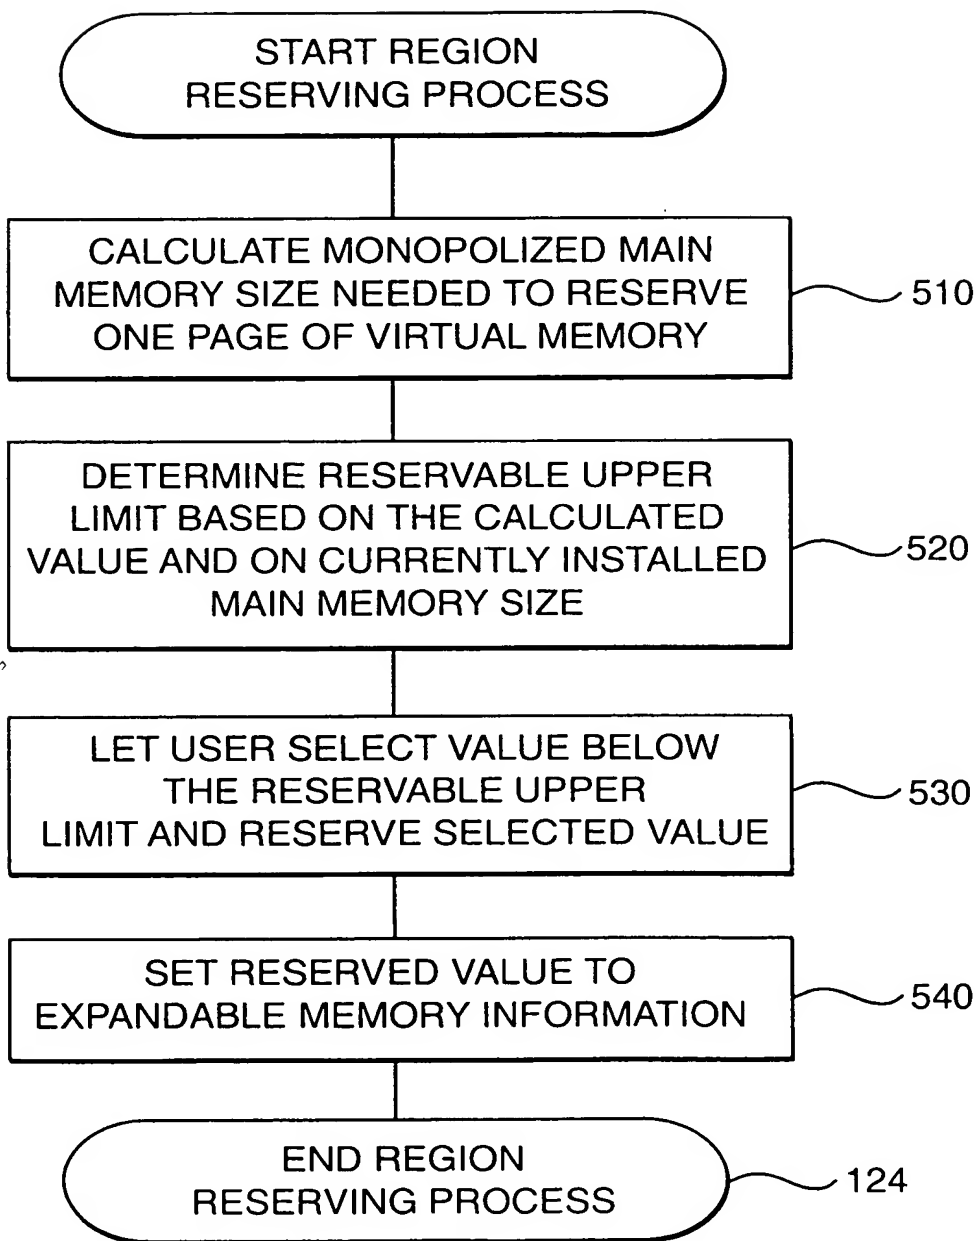 START REGION
RESERVING PROCESS
CALCULATE MONOPOLIZED MAIN
MEMORY SIZE NEEDED TO RESERVE
ONE PAGE OF VIRTUAL MEMORY
510
DETERMINE RESERVABLE UPPER
LIMIT BASED ON THE CALCULATED
VALUE AND ON CURRENTLY INSTALLED
MAIN MEMORY SIZE
520
LET USER SELECT VALUE BELOW
THE RESERVABLE UPPER
LIMIT AND RESERVE SELECTED VALUE
530
SET RESERVED VALUE TO
EXPANDABLE MEMORY INFORMATION
540
END REGION
RESERVING PROCESS
124